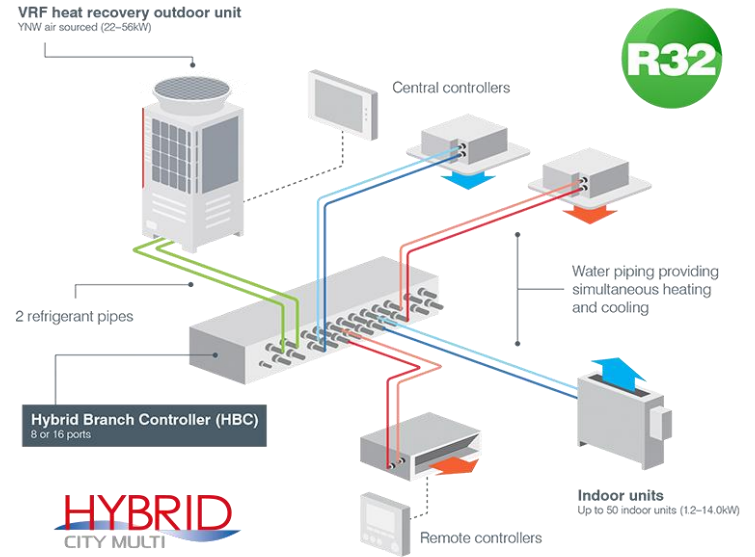 VRF heat recovery outdoor unit
YNW air sourced (22–56kW)
R32
Central controllers
Water piping providing
simultaneous heating
and cooling
2 refrigerant pipes
Hybrid Branch Controller (HBC)
8 or 16 ports
Indoor units
Up to 50 indoor units (1.2–14.0kW)
HYBRID
CITY MULTI
Remote controllers